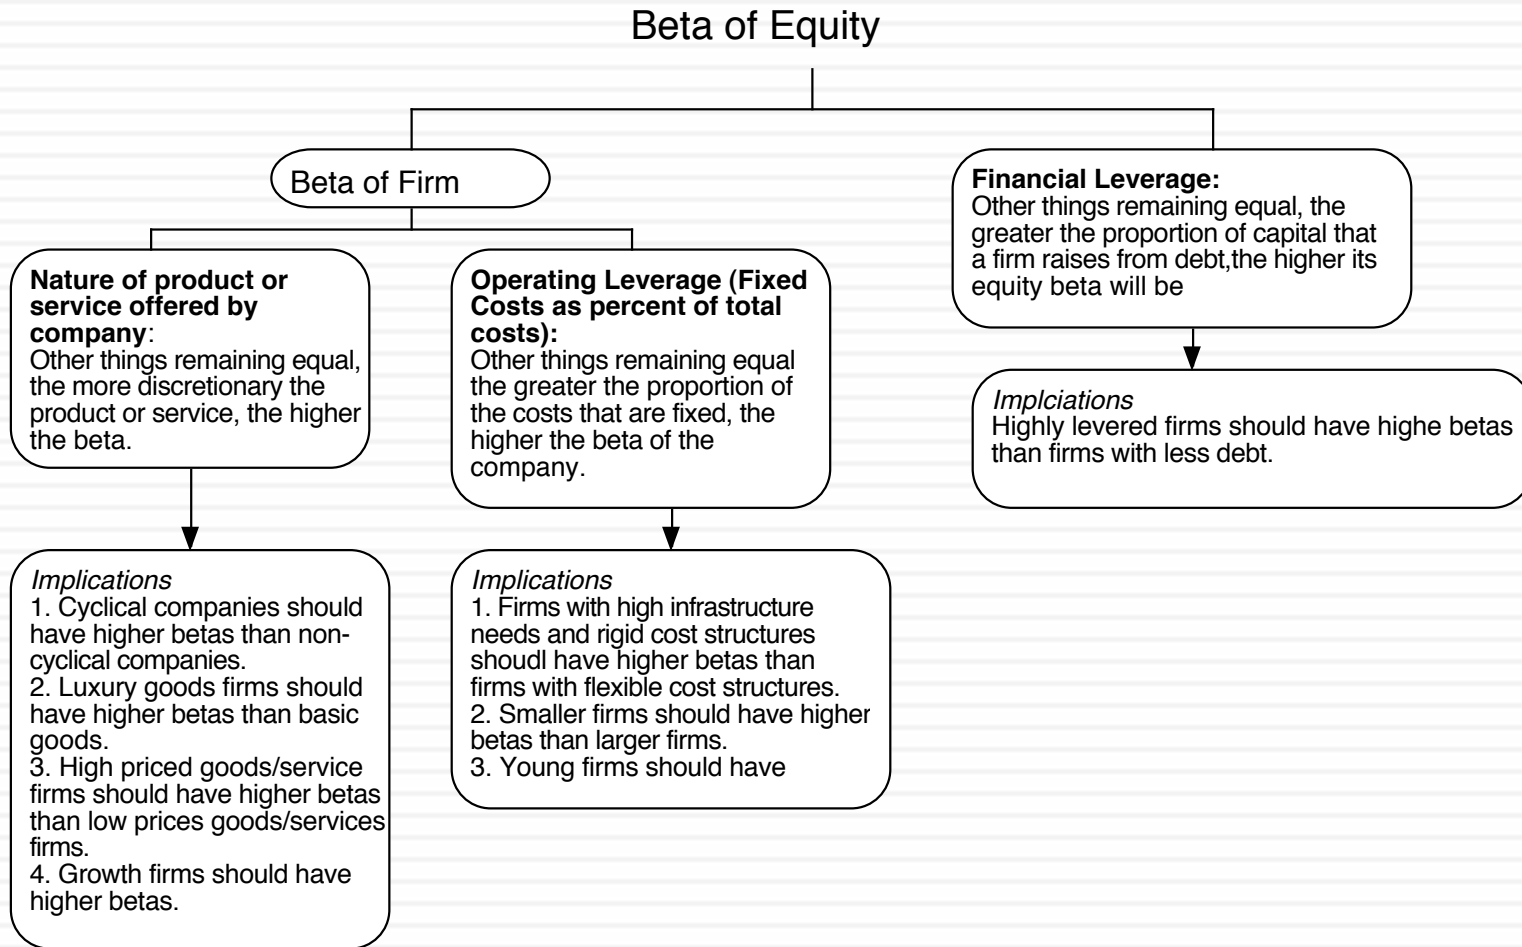 Beta of Equity
Beta of Firm
Nature of product or
service offered by
company:
Other things remaining equal,
the more discretionary the
product or service, the higher
the beta.
Operating Leverage (Fixed
Costs as percent of total
costs):
Other things remaining equal
the greater the proportion of
the costs that are fixed, the
higher the beta of the
company.
Financial Leverage:
Other things remaining equal, the
greater the proportion of capital that
a firm raises from debt,the higher its
equity beta will be
Implications
1. Cyclical companies should
have higher betas than non-
cyclical companies.
2. Luxury goods firms should
have higher betas than basic
goods.
3. High priced goods/service
firms should have higher betas
than low prices goods/services
firms.
4. Growth firms should have
higher betas.
Implications
1. Firms with high infrastructure
needs and rigid cost structures
shoudl have higher betas than
firms with flexible cost structures.
2. Smaller firms should have higher
betas than larger firms.
3. Young firms should have
Implciations
Highly levered firms should have highe betas
than firms with less debt.